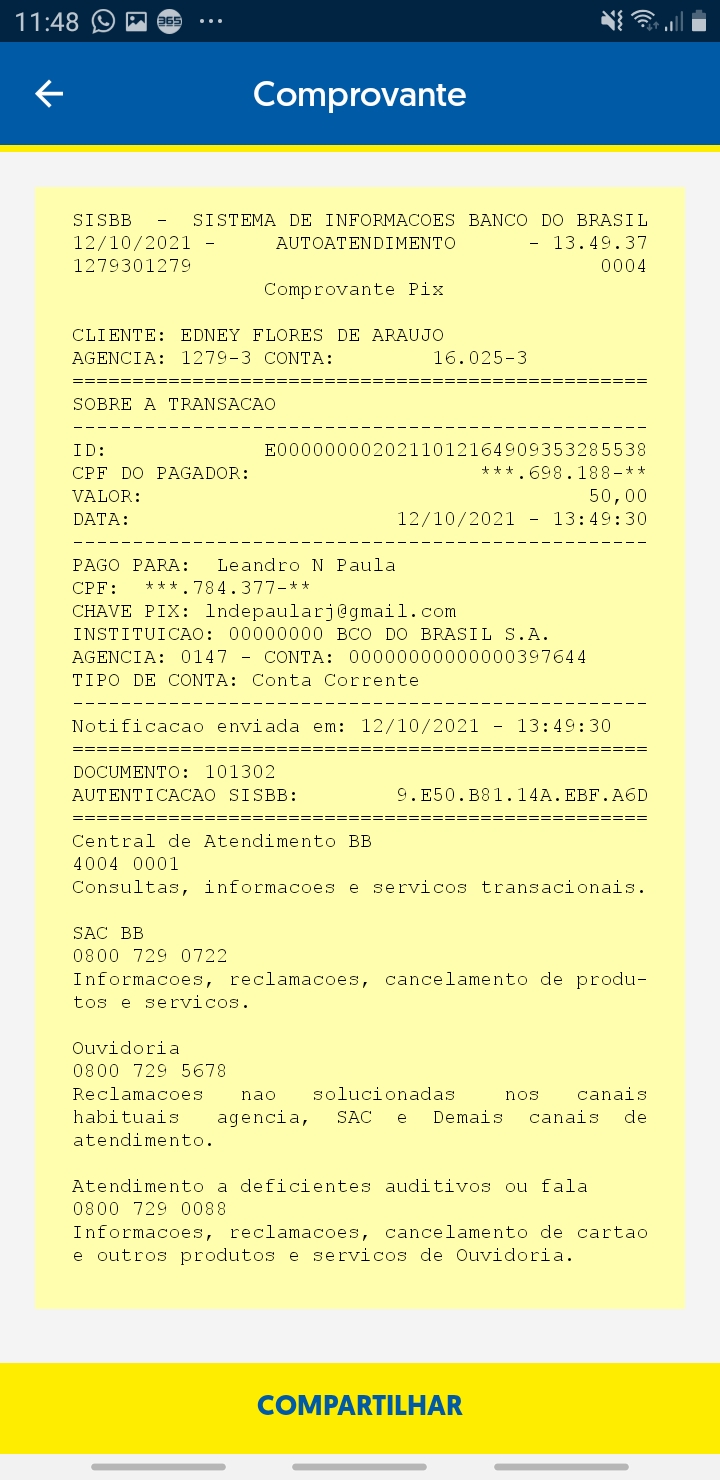 11:48
365
Comprovante
SISBB - SISTEMA DE INFORMACOES BANCO DO BRASIL
12/10/2021 - AUTOATENDIMENTO - 13.49.37
1279301279 0004
Comprovante Pix
CLIENTE: EDNEY FLORES DE ARAUJO
AGENCIA: 1279-3 CONTA: 16.025-3
================================================
SOBRE A TRANSACAO
------------------------------------------------
ID: E00000000202110121649093532855​38
CPF DO PAGADOR: ***.698.188-**
VALOR: 50,00
DATA: 12/10/2021 - 13:49:30
------------------------------------------------
PAGO PARA: Leandro N Paula
CPF: ***.784.377-**
CHAVE PIX: lndepaularj@gmail.com
INSTITUICAO: 00000000 BCO DO BRASIL S.A.
AGENCIA: 0147 - CONTA: 00000000000000397644
TIPO DE CONTA: Conta Corrente
------------------------------------------------
Notificacao enviada em: 12/10/2021 - 13:49:30
================================================
DOCUMENTO: 101302
AUTENTICACAO SISBB: 9.E50.B81.14A.EBF.A6D
================================================
Central de Atendimento BB
4004 0001
Consultas, informacoes e servicos transacionais.
SAC BB
0800 729 0722
Informacoes, reclamacoes, cancelamento de produ-
tos e servicos.
Ouvidoria
0800 729 5678
Reclamacoes nao solucionadas nos canais
habituais agencia, SAC e Demais canais de
atendimento.
Atendimento a deficientes auditivos ou fala
0800 729 0088
Informacoes, reclamacoes, cancelamento de cartao
e outros produtos e servicos de Ouvidoria.
COMPARTILHAR